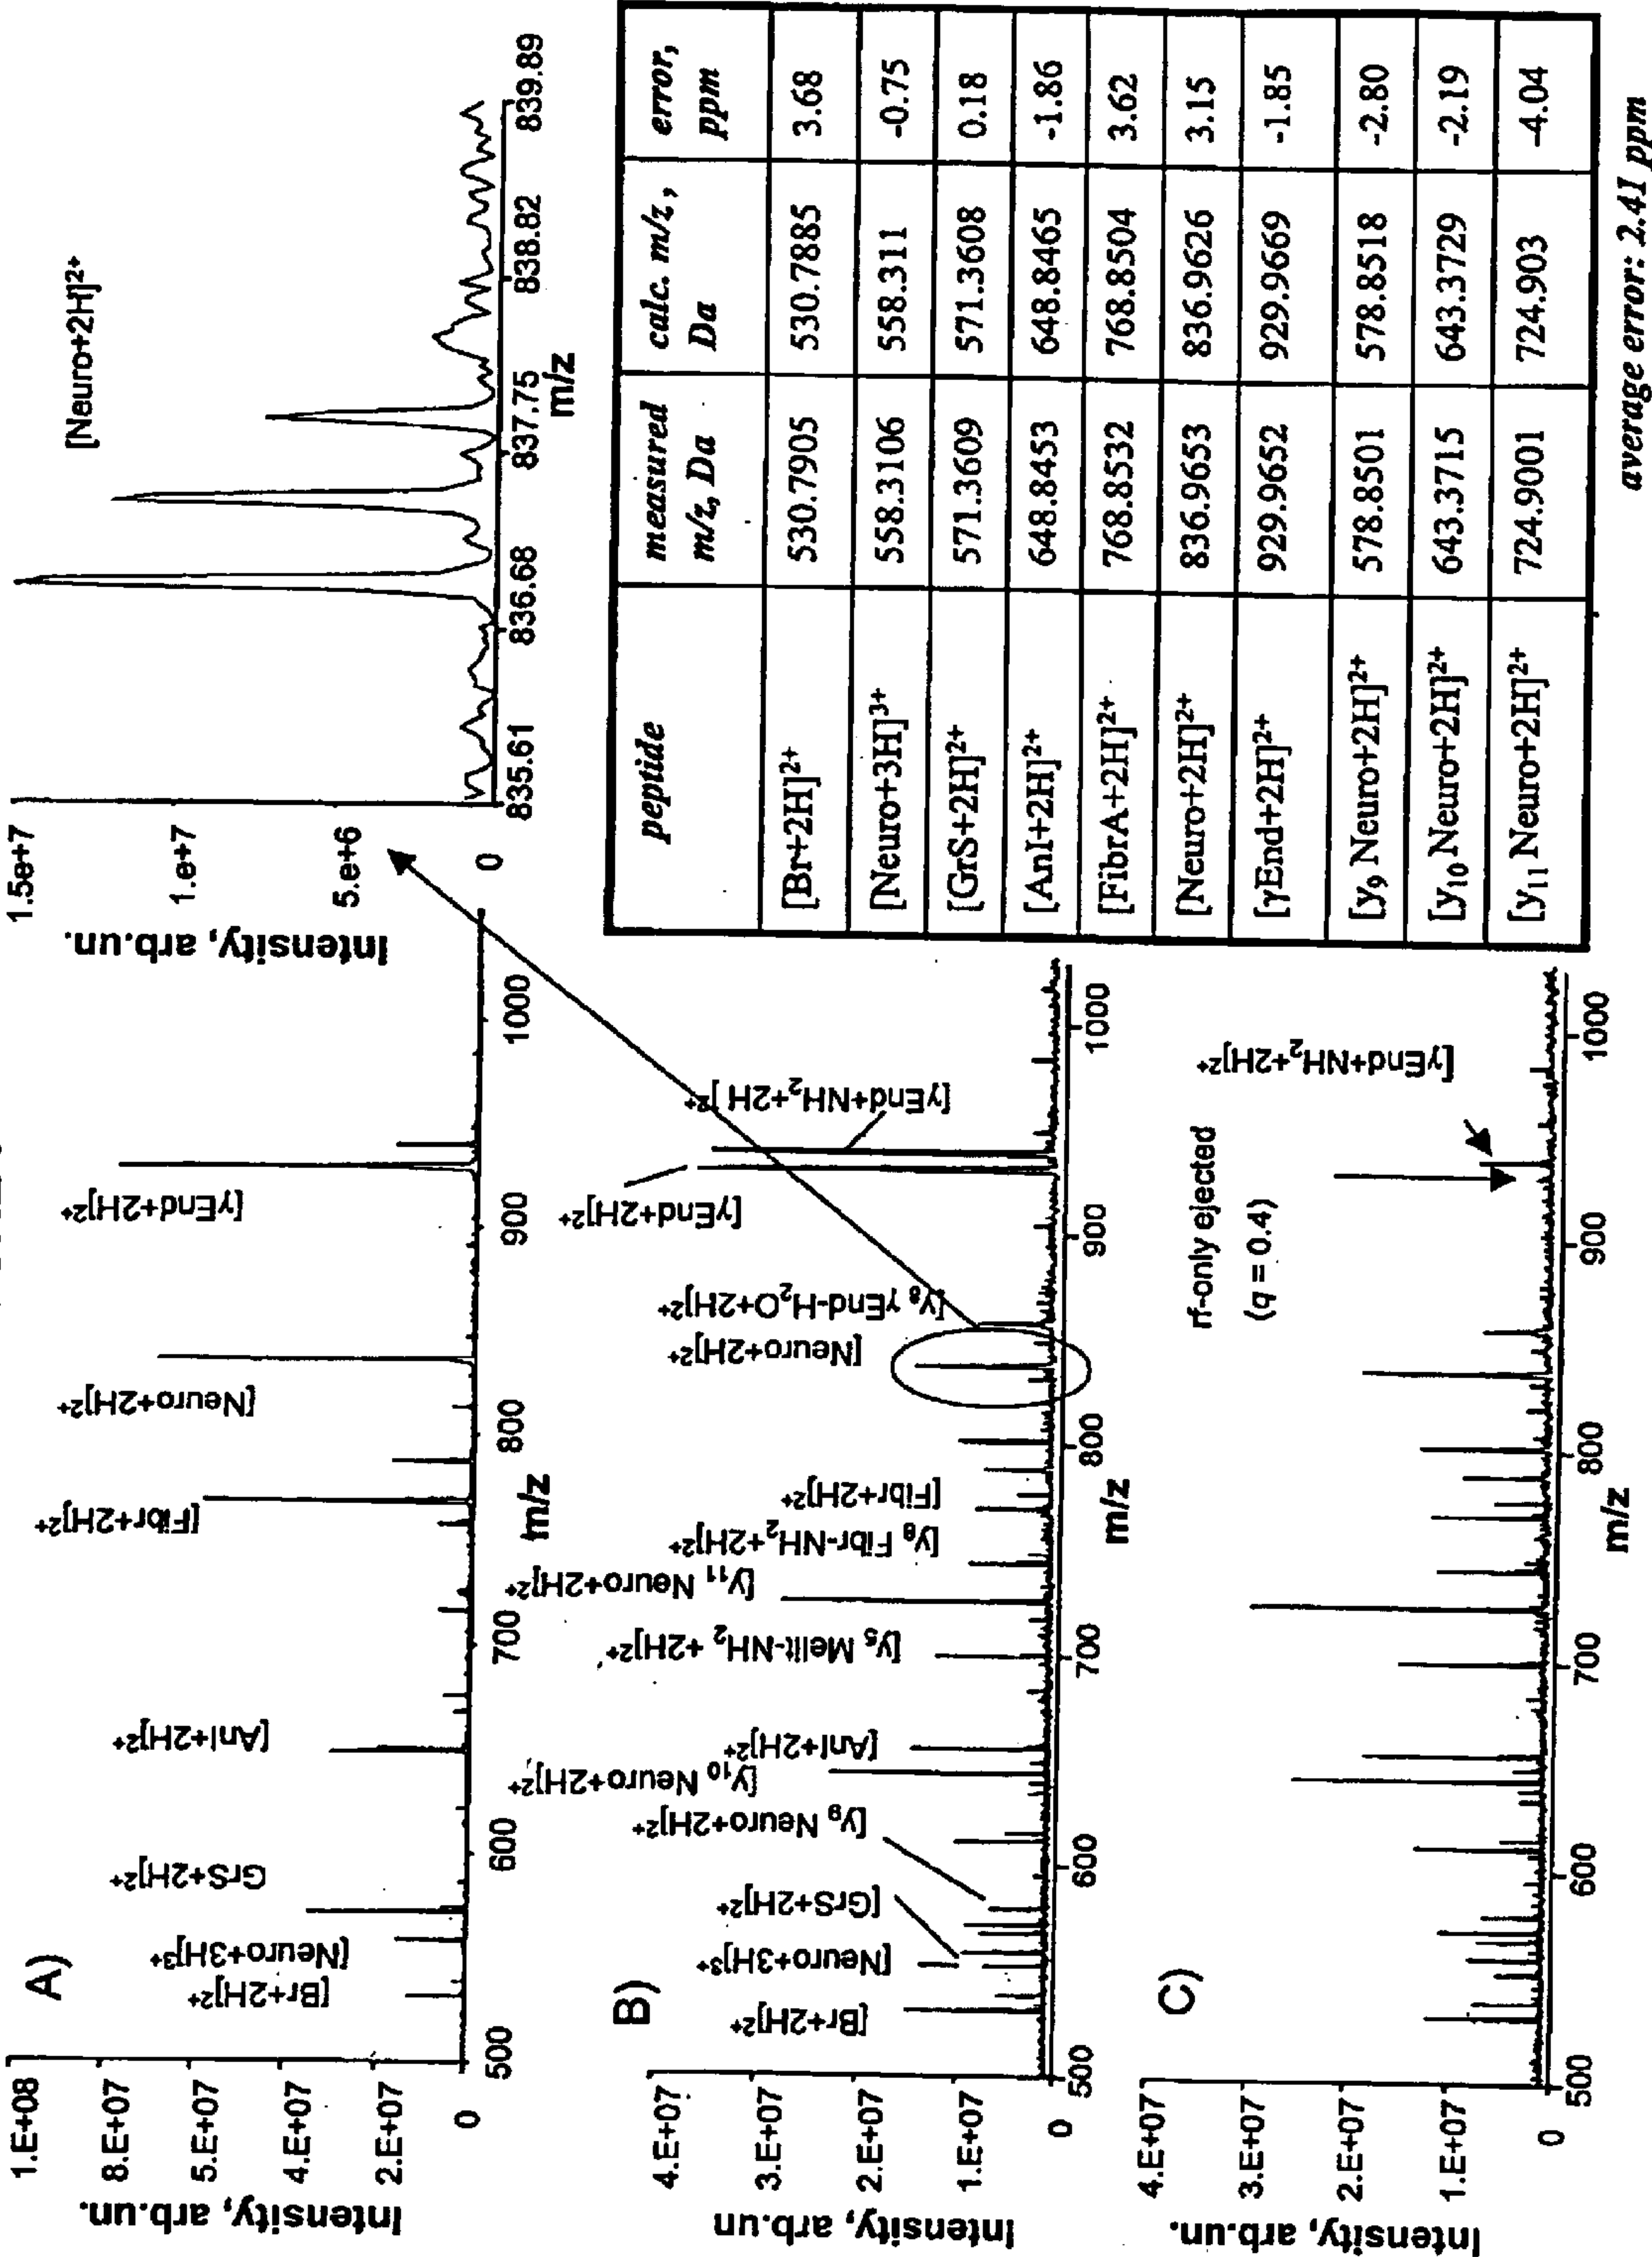 A)
Intensity, arb.un.
1.E+08
8.E+07
5.E+07
4.E+07
2.E+07
0
[Br+2H]²⁺
[Neuro+3H]³⁺
GrS+2H]²⁺
[AnI+2H]²⁺
[Fibr+2H]²⁺
[Neuro+2H]²⁺
[γEnd+2H]²⁺
500 600 700 800 900 1000
m/z
Intensity, arb.un.
1.5e+7
1.e+7
5.e+6
0
[Neuro+2H]²⁺
835.61 836.68 837.75 838.82 839.89
m/z
B)
Intensity, arb.un
4.E+07
3.E+07
2.E+07
1.E+07
0
[Br+2H]²⁺
[Neuro+3H]³⁺
[GrS+2H]²⁺
[y₉ Neuro+2H]²⁺
[y₁₀ Neuro+2H]²⁺
[AnI+2H]²⁺
[y₅ Melit-NH₂ +2H]²⁺
[y₁₁ Neuro+2H]²⁺
[y₈ Fibr-NH₂+2H]²⁺
[Fibr+2H]²⁺
[Neuro+2H]²⁺
[y₈ γEnd-H₂O+2H]²⁺
[γEnd+2H]²⁺
[γEnd+NH₂+2H]²⁺
500 600 700 800 900 1000
m/z
C)
Intensity, arb.un.
4.E+07
3.E+07
2.E+07
1.E+07
0
rf-only ejected
(q = 0.4)
[γEnd+NH₂+2H]²⁺
500 600 700 800 900 1000
m/z
peptide measured m/z, Da calc. m/z, Da error, ppm
[Br+2H]²⁺ 530.7905 530.7885 3.68
[Neuro+3H]³⁺ 558.3106 558.311 -0.75
[GrS+2H]²⁺ 571.3609 571.3608 0.18
[AnI+2H]²⁺ 648.8453 648.8465 -1.86
[FibrA+2H]²⁺ 768.8532 768.8504 3.62
[Neuro+2H]²⁺ 836.9653 836.9626 3.15
[γEnd+2H]²⁺ 929.9652 929.9669 -1.85
[y₉ Neuro+2H]²⁺ 578.8501 578.8518 -2.80
[y₁₀ Neuro+2H]²⁺ 643.3715 643.3729 -2.19
[y₁₁ Neuro+2H]²⁺ 724.9001 724.903 -4.04
average error: 2.41 ppm